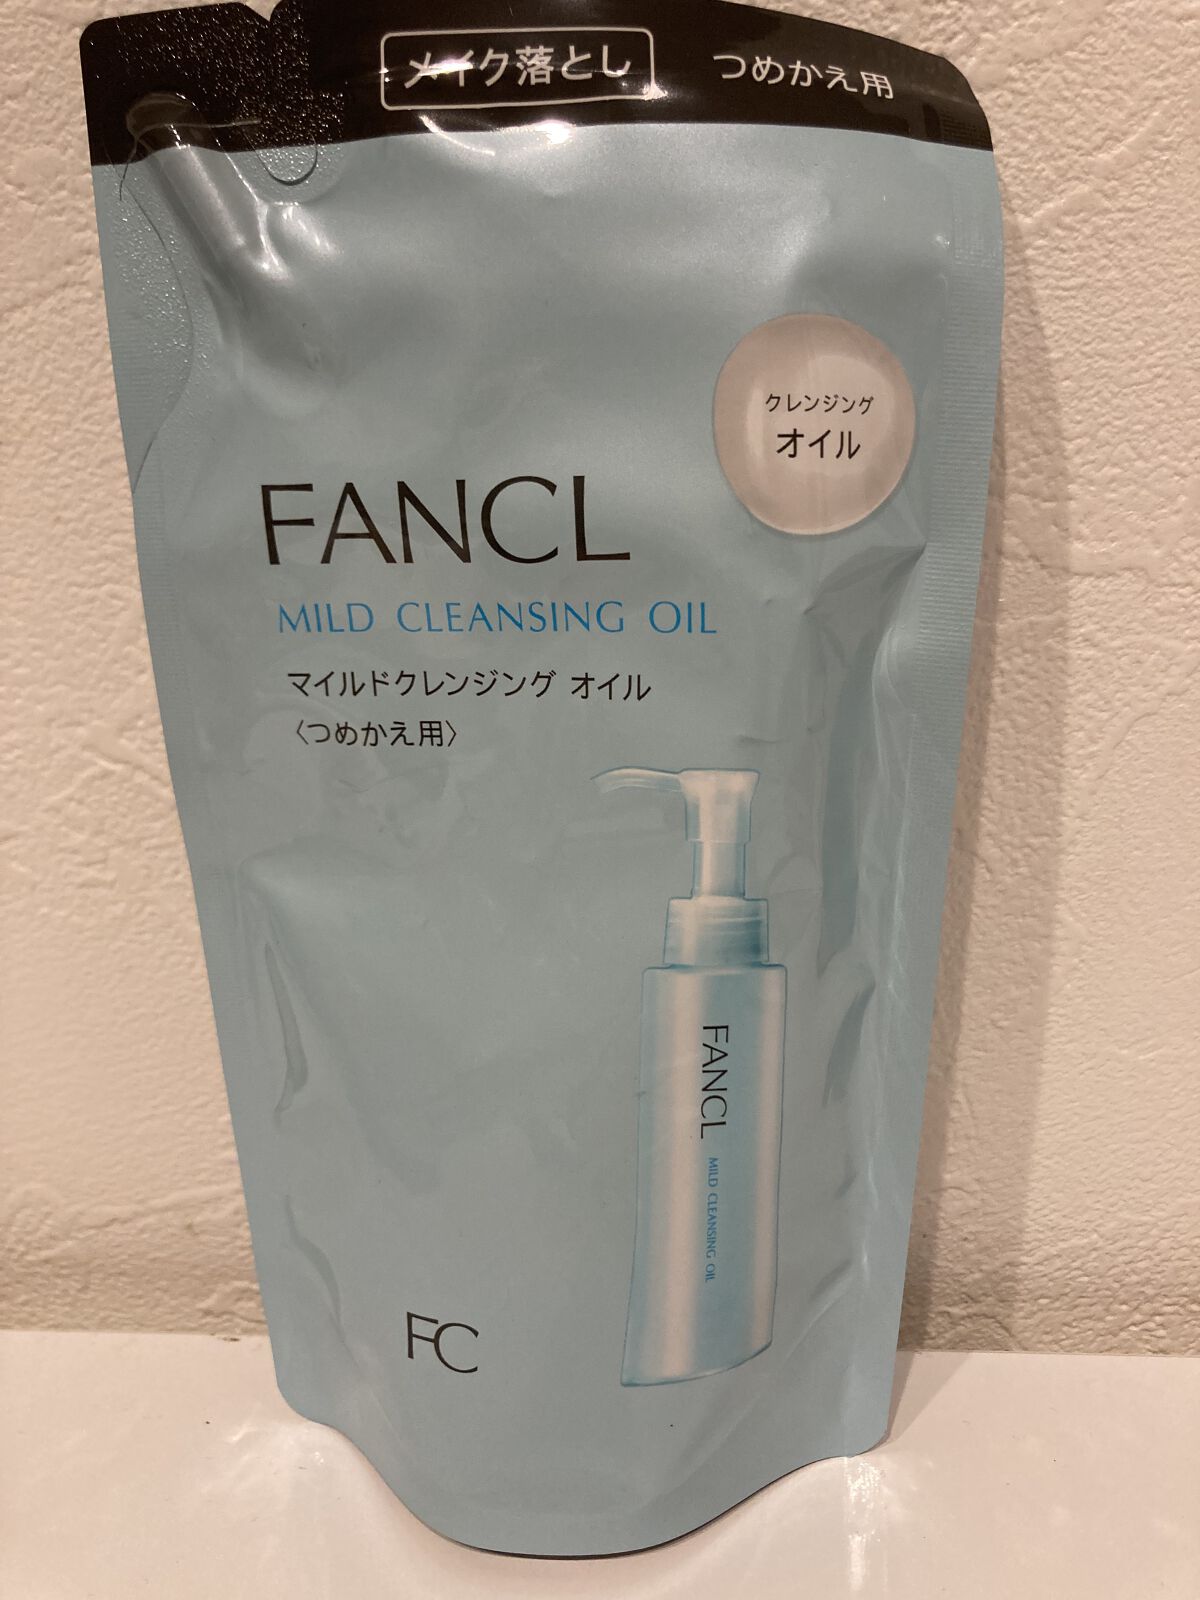 メイク落とし
つめかえ用
クレンジング
オイル
FANCL
MILD CLEANSING OIL
マイルドクレンジング オイル
〈つめかえ用〉
FANCL
MILD CLEANSING OIL
FC